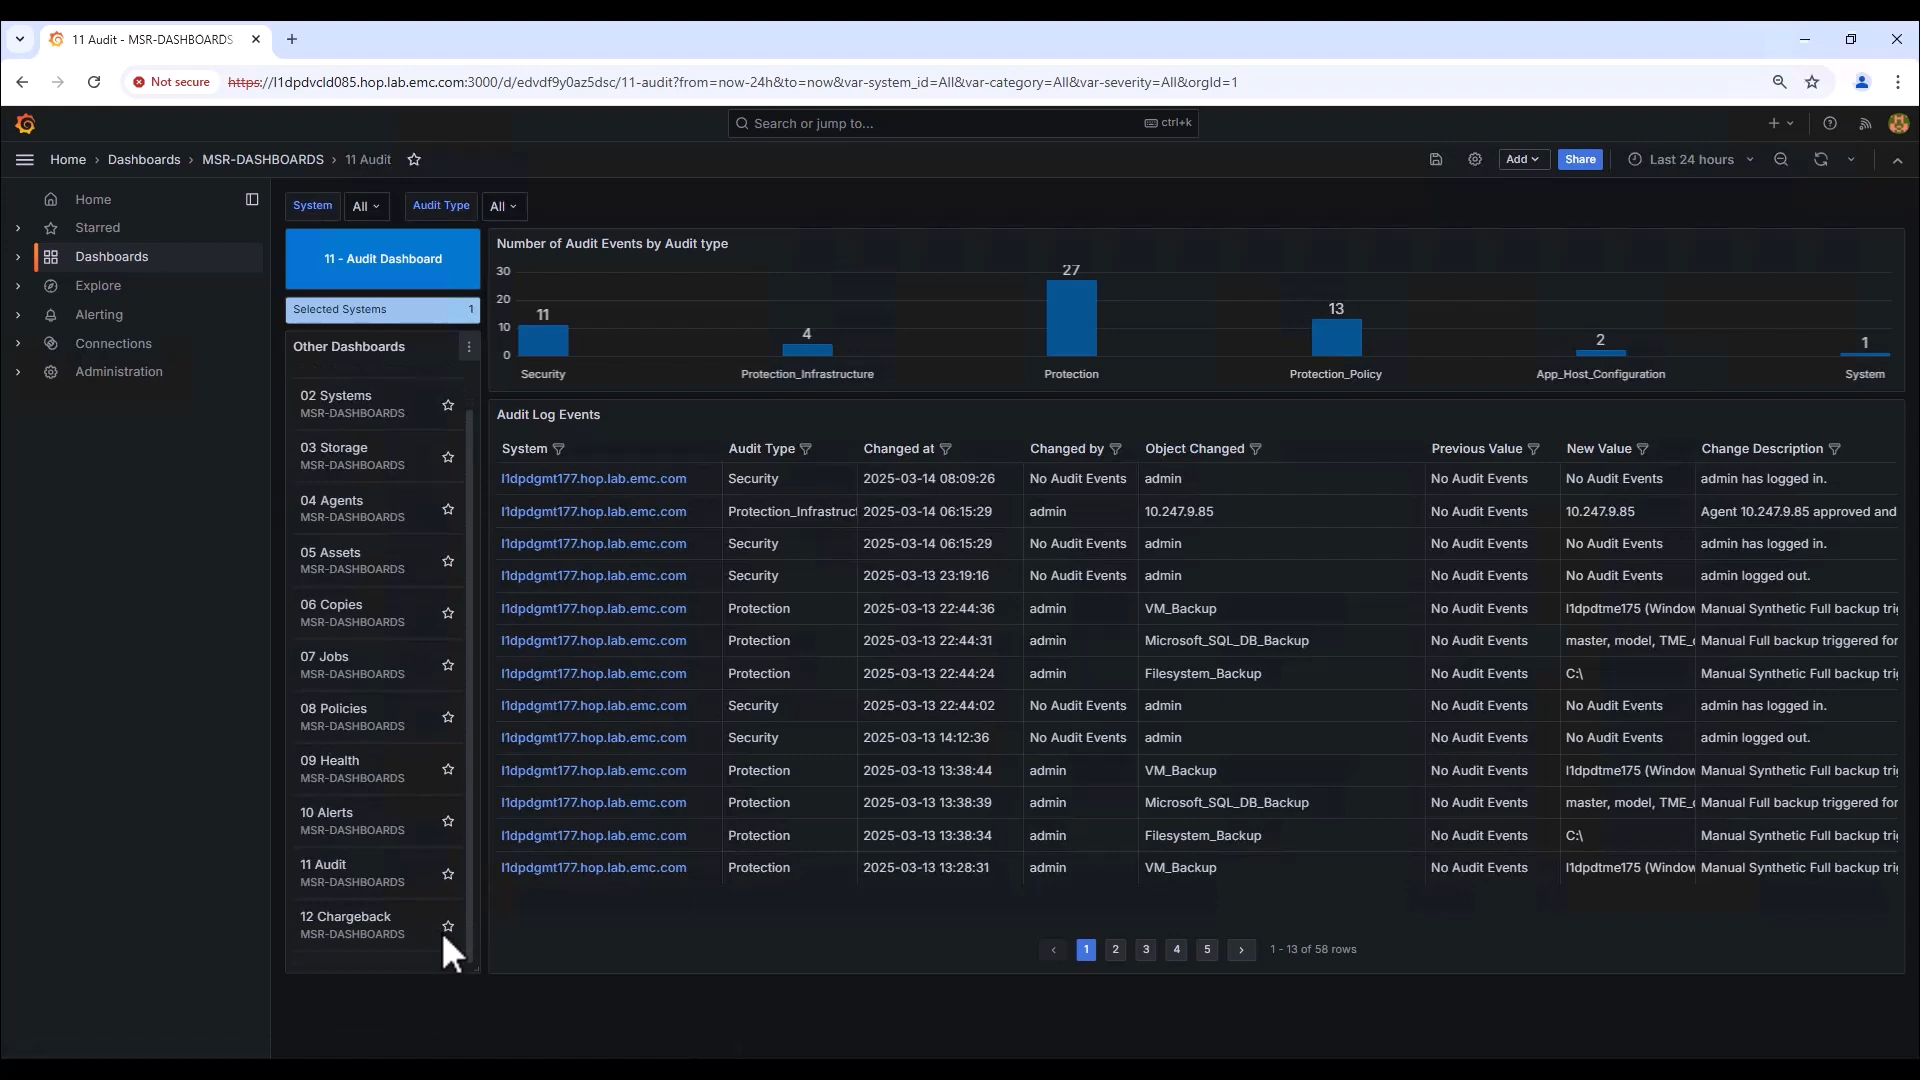 11 Audit - MSR-DASHBOARDS
Not secure https://l1dpdvcld085.hop.lab.emc.com:3000/d/edvdf9y0az5dsc/11-audit?from=now-24h&to=now&var-system_id=All&var-category=All&var-severity=All&orgId=1
Search or jump to... ctrl+k
Home › Dashboards › MSR-DASHBOARDS › 11 Audit Add Share Last 24 hours
Home
Starred
Dashboards
Explore
Alerting
Connections
Administration
System All Audit Type All
11 - Audit Dashboard
Selected Systems 1
Other Dashboards
02 Systems
MSR-DASHBOARDS
03 Storage
MSR-DASHBOARDS
04 Agents
MSR-DASHBOARDS
05 Assets
MSR-DASHBOARDS
06 Copies
MSR-DASHBOARDS
07 Jobs
MSR-DASHBOARDS
08 Policies
MSR-DASHBOARDS
09 Health
MSR-DASHBOARDS
10 Alerts
MSR-DASHBOARDS
11 Audit
MSR-DASHBOARDS
12 Chargeback
MSR-DASHBOARDS
Number of Audit Events by Audit type
30
20
10
0
11 4 27 13 2 1
Security Protection_Infrastructure Protection Protection_Policy App_Host_Configuration System
Audit Log Events
System Audit Type Changed at Changed by Object Changed Previous Value New Value Change Description
l1dpdgmt177.hop.lab.emc.com Security 2025-03-14 08:09:26 No Audit Events admin No Audit Events No Audit Events admin has logged in.
l1dpdgmt177.hop.lab.emc.com Protection_Infrastruct 2025-03-14 06:15:29 admin 10.247.9.85 No Audit Events 10.247.9.85 Agent 10.247.9.85 approved and
l1dpdgmt177.hop.lab.emc.com Security 2025-03-14 06:15:29 No Audit Events admin No Audit Events No Audit Events admin has logged in.
l1dpdgmt177.hop.lab.emc.com Security 2025-03-13 23:19:16 No Audit Events admin No Audit Events No Audit Events admin logged out.
l1dpdgmt177.hop.lab.emc.com Protection 2025-03-13 22:44:36 admin VM_Backup No Audit Events l1dpdtme175 (Window Manual Synthetic Full backup trig
l1dpdgmt177.hop.lab.emc.com Protection 2025-03-13 22:44:31 admin Microsoft_SQL_DB_Backup No Audit Events master, model, TME_ Manual Full backup triggered for
l1dpdgmt177.hop.lab.emc.com Protection 2025-03-13 22:44:24 admin Filesystem_Backup No Audit Events C:\ Manual Synthetic Full backup trig
l1dpdgmt177.hop.lab.emc.com Security 2025-03-13 22:44:02 No Audit Events admin No Audit Events No Audit Events admin has logged in.
l1dpdgmt177.hop.lab.emc.com Security 2025-03-13 14:12:36 No Audit Events admin No Audit Events No Audit Events admin logged out.
l1dpdgmt177.hop.lab.emc.com Protection 2025-03-13 13:38:44 admin VM_Backup No Audit Events l1dpdtme175 (Window Manual Synthetic Full backup trig
l1dpdgmt177.hop.lab.emc.com Protection 2025-03-13 13:38:39 admin Microsoft_SQL_DB_Backup No Audit Events master, model, TME_ Manual Full backup triggered for
l1dpdgmt177.hop.lab.emc.com Protection 2025-03-13 13:38:34 admin Filesystem_Backup No Audit Events C:\ Manual Synthetic Full backup trig
l1dpdgmt177.hop.lab.emc.com Protection 2025-03-13 13:28:31 admin VM_Backup No Audit Events l1dpdtme175 (Window Manual Synthetic Full backup trig
‹ 1 2 3 4 5 › 1 - 13 of 58 rows